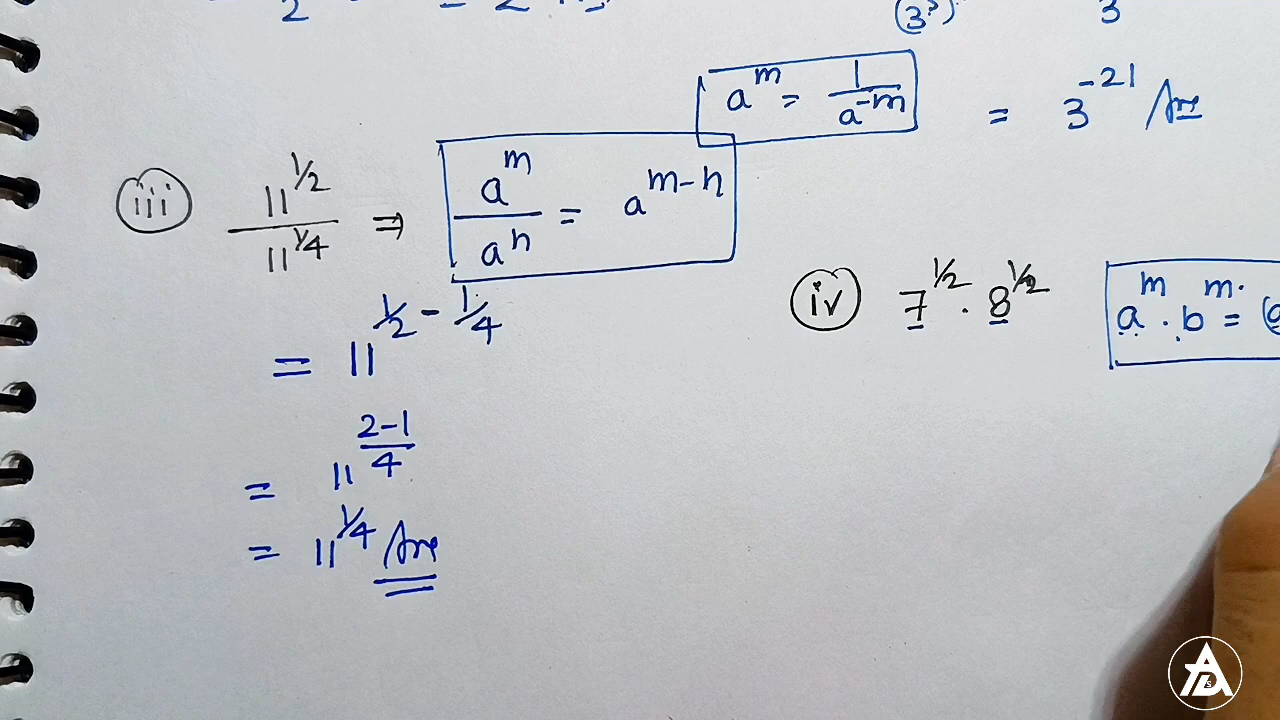 2
(3³)
3
a^m = 1/a^-m
= 3^-21 Ans
iii 11^1/2 / 11^1/4 ⇒ a^m / a^n = a^m-n
iv 7^1/2 . 8^1/2 a^m . b^m = (a
= 11^1/2 - 1/4
= 11^2-1/4
= 11^1/4 Ans